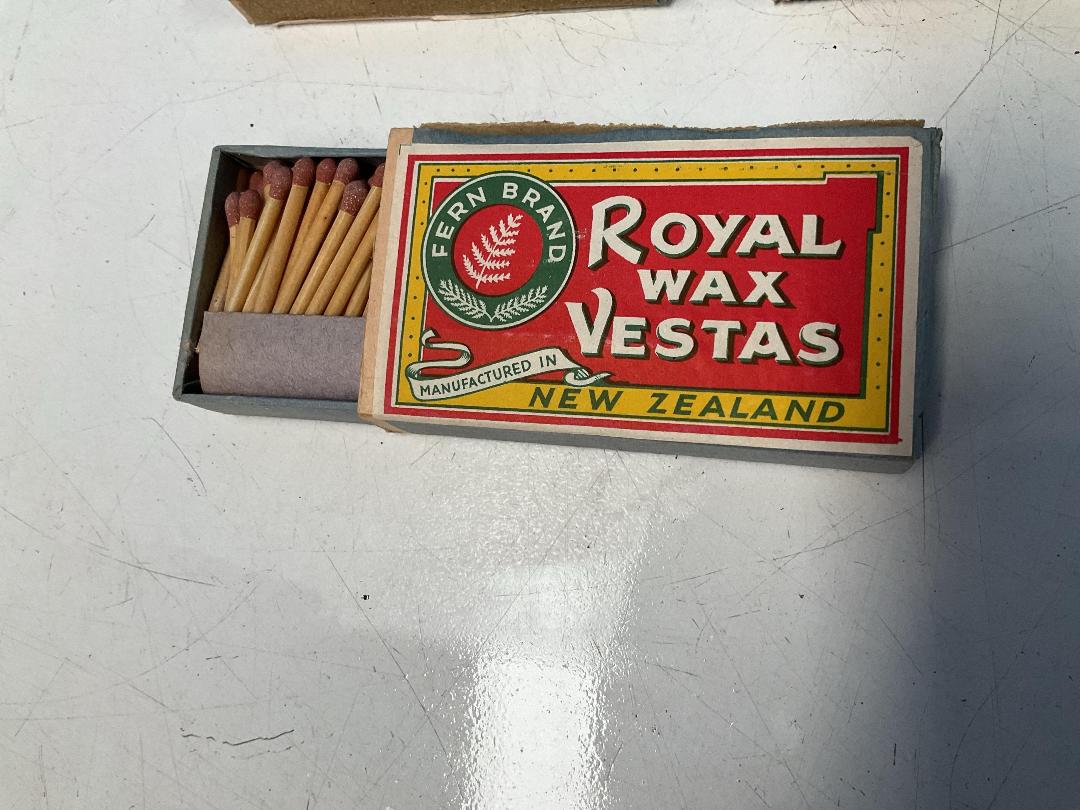 FERN BRAND
ROYAL
WAX
VESTAS
MANUFACTURED IN
NEW ZEALAND